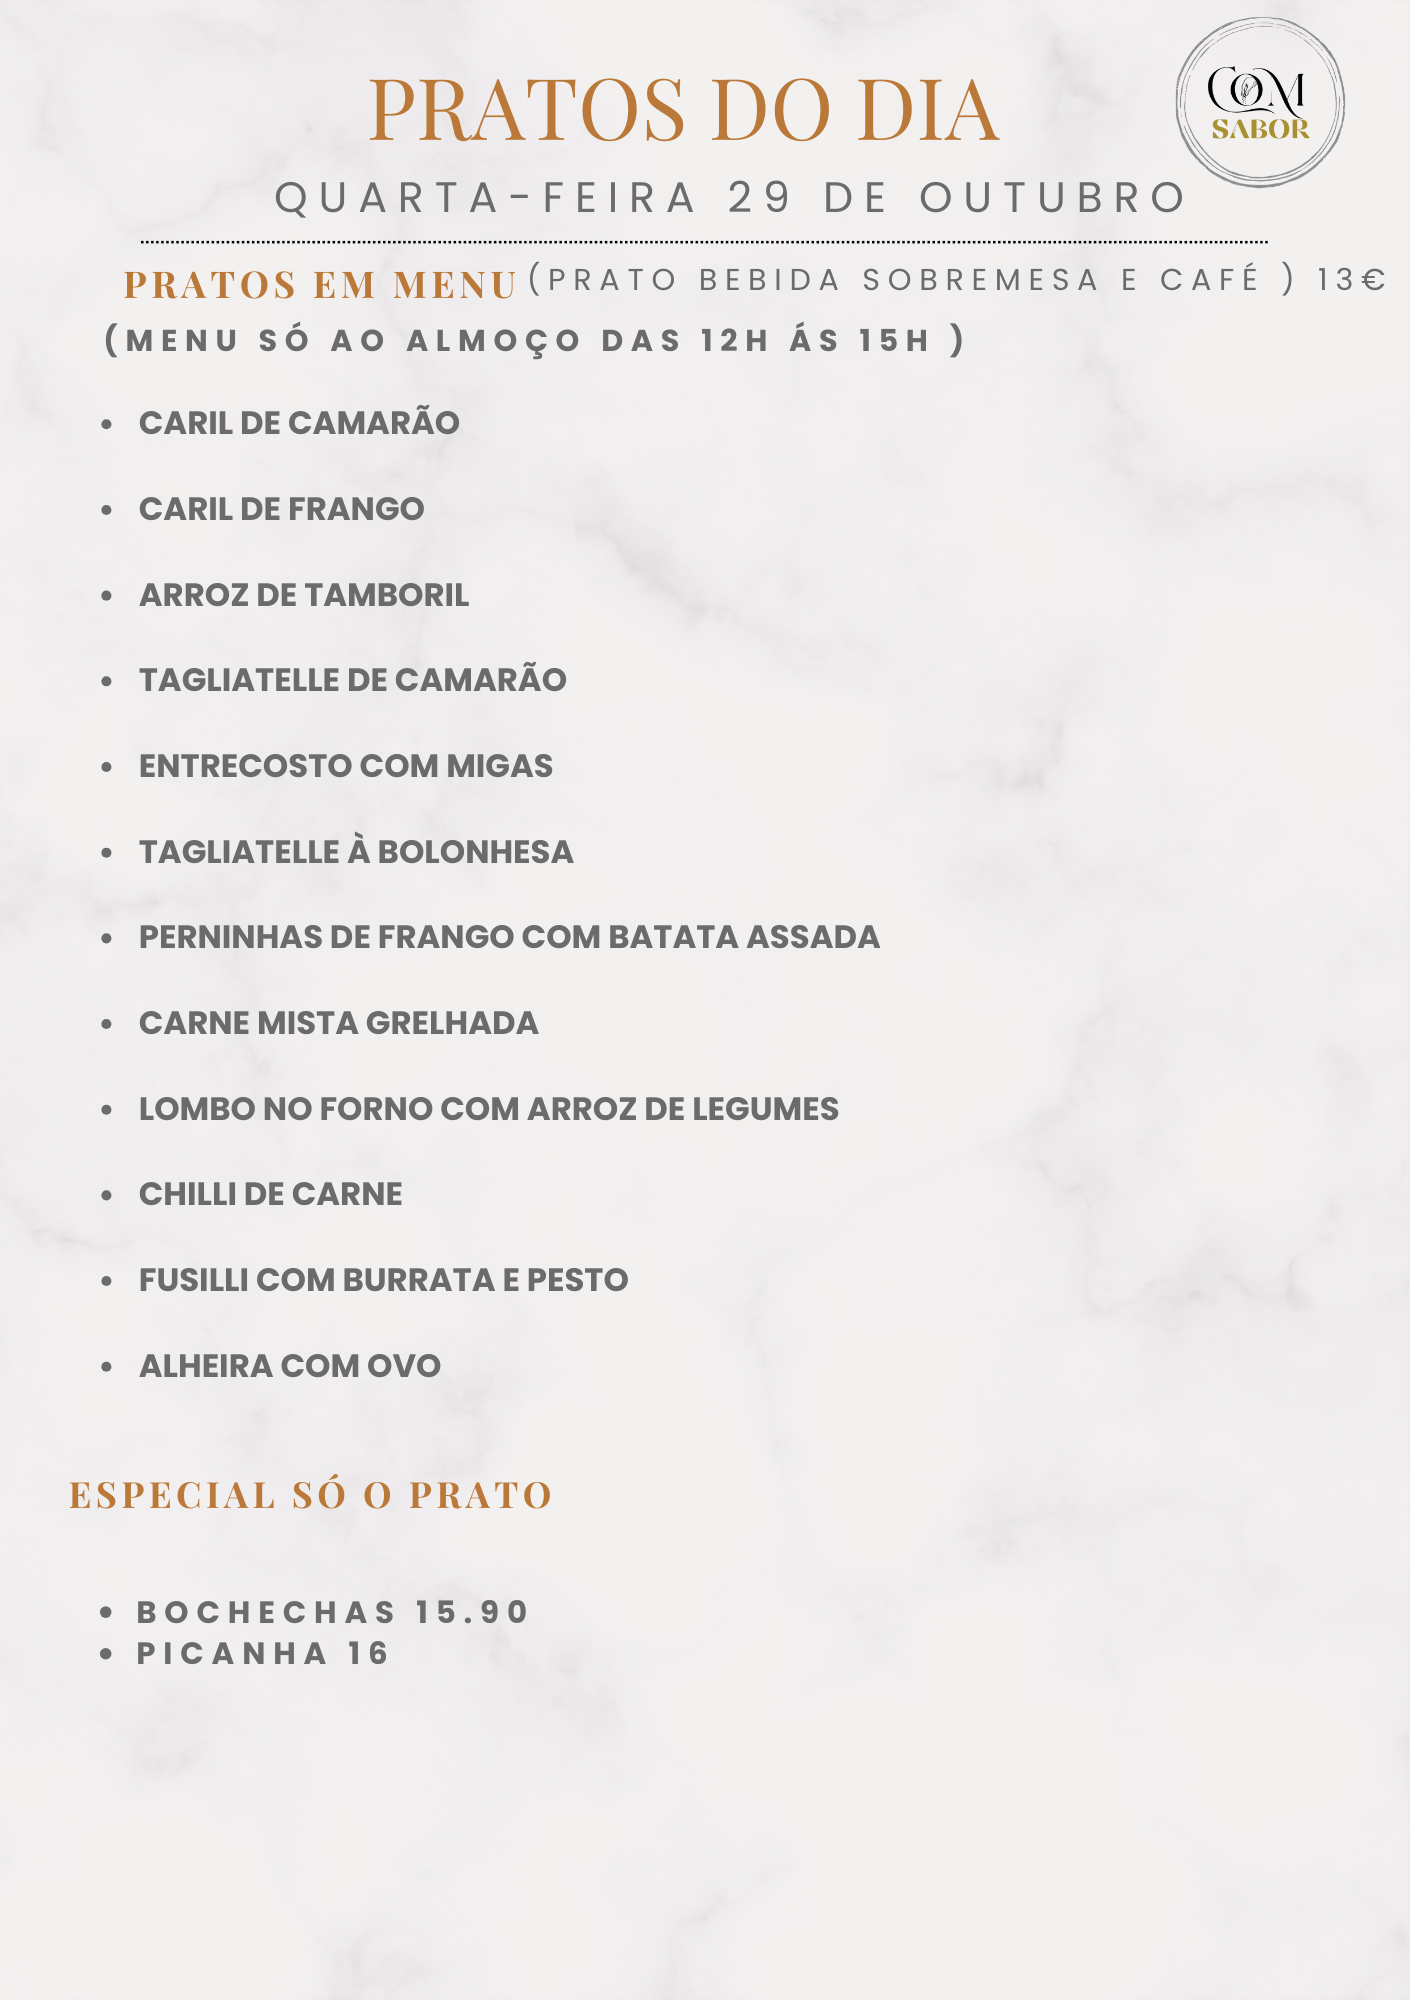 COM
SABOR
PRATOS DO DIA
QUARTA-FEIRA 29 DE OUTUBRO
PRATOS EM MENU (PRATO BEBIDA SOBREMESA E CAFÉ ) 13€
(MENU SÓ AO ALMOÇO DAS 12H ÁS 15H )
• CARIL DE CAMARÃO
• CARIL DE FRANGO
• ARROZ DE TAMBORIL
• TAGLIATELLE DE CAMARÃO
• ENTRECOSTO COM MIGAS
• TAGLIATELLE À BOLONHESA
• PERNINHAS DE FRANGO COM BATATA ASSADA
• CARNE MISTA GRELHADA
• LOMBO NO FORNO COM ARROZ DE LEGUMES
• CHILLI DE CARNE
• FUSILLI COM BURRATA E PESTO
• ALHEIRA COM OVO
ESPECIAL SÓ O PRATO
• BOCHECHAS 15.90
• PICANHA 16